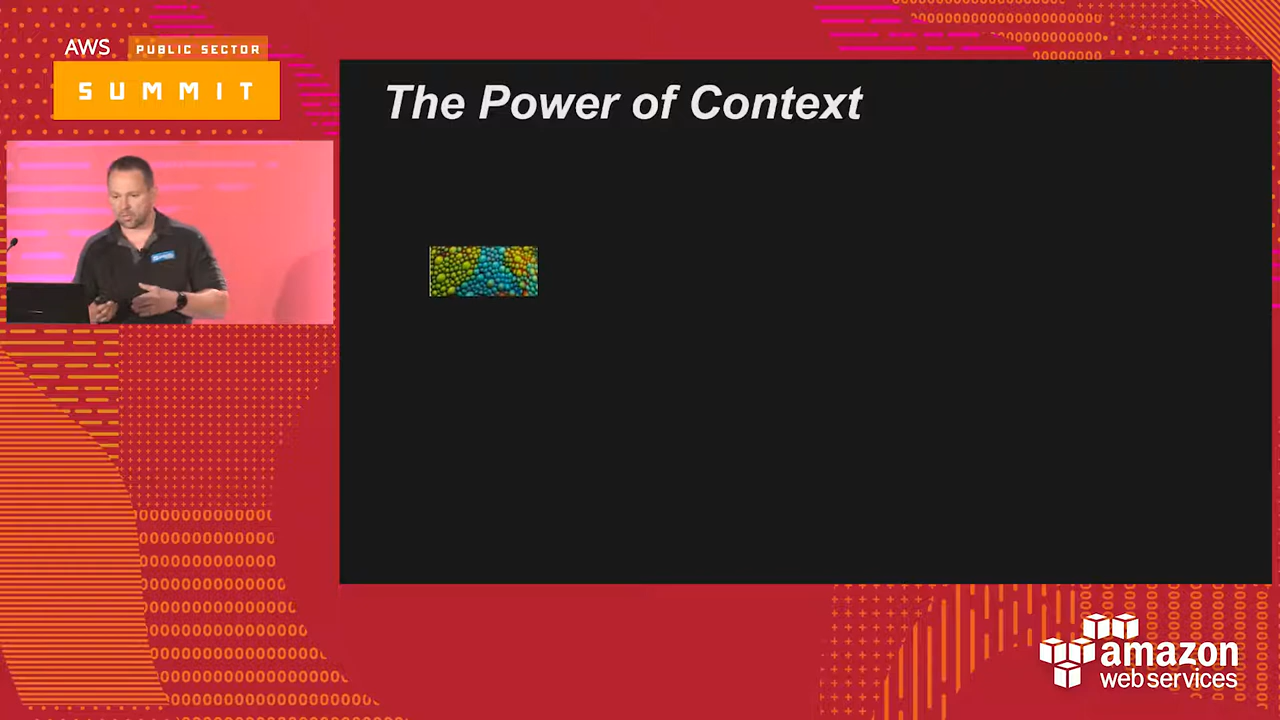 AWS PUBLIC SECTOR
SUMMIT
The Power of Context
amazon
web services